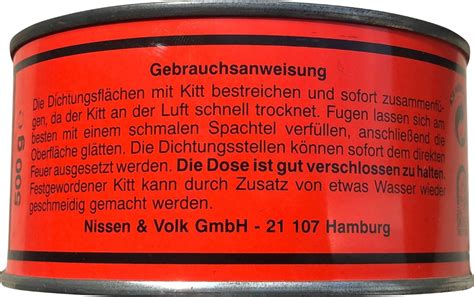 Gebrauchsanweisung
Die Dichtungsflächen mit Kitt bestreichen und sofort zusammenfü-
gen, da der Kitt an der Luft schnell trocknet. Fugen lassen sich am
besten mit einem schmalen Spachtel verfüllen, anschließend die
Oberfläche glätten. Die Dichtungsstellen können sofort dem direkten
Feuer ausgesetzt werden. Die Dose ist gut verschlossen zu halten.
Festgewordener Kitt kann durch Zusatz von etwas Wasser wieder
geschmeidig gemacht werden.
Nissen & Volk GmbH - 21 107 Hamburg
500 g